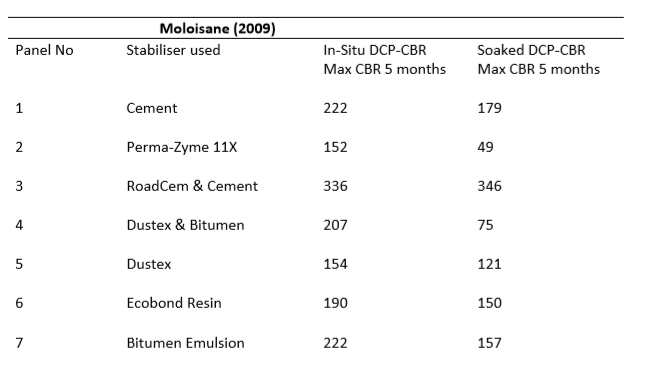 Moloisane (2009)
Panel No Stabiliser used In-Situ DCP-CBR Soaked DCP-CBR
Max CBR 5 months Max CBR 5 months
1 Cement 222 179
2 Perma-Zyme 11X 152 49
3 RoadCem & Cement 336 346
4 Dustex & Bitumen 207 75
5 Dustex 154 121
6 Ecobond Resin 190 150
7 Bitumen Emulsion 222 157